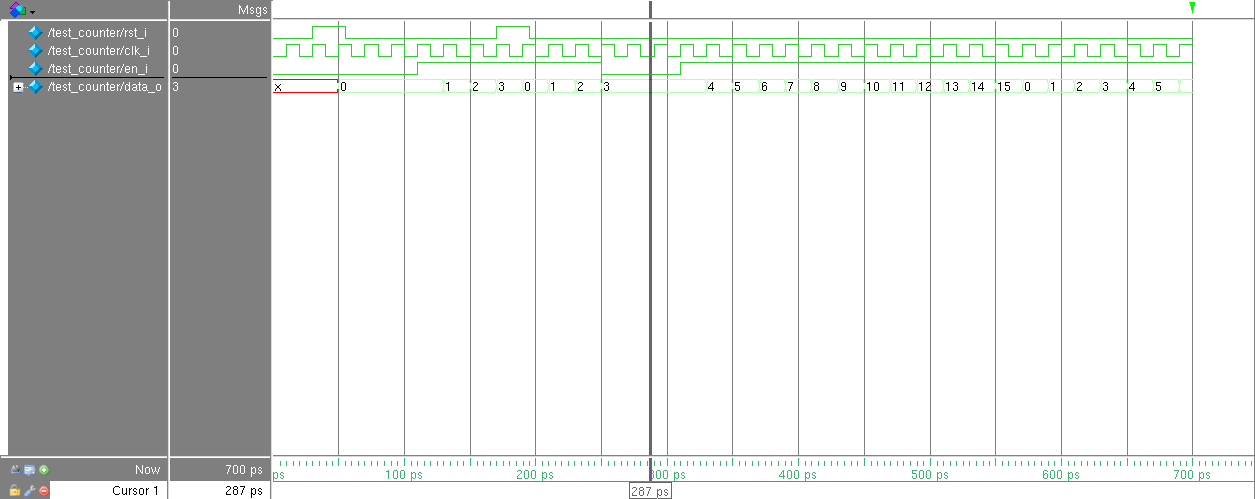 Msgs
/test_counter/rst_i 0
/test_counter/clk_i 0
/test_counter/en_i 0
/test_counter/data_o 3 x 0 1 2 3 0 1 2 3 4 5 6 7 8 9 10 11 12 13 14 15 0 1 2 3 4 5
Now 700 ps ps 100 ps 200 ps 300 ps 400 ps 500 ps 600 ps 700 ps
Cursor 1 287 ps 287 ps